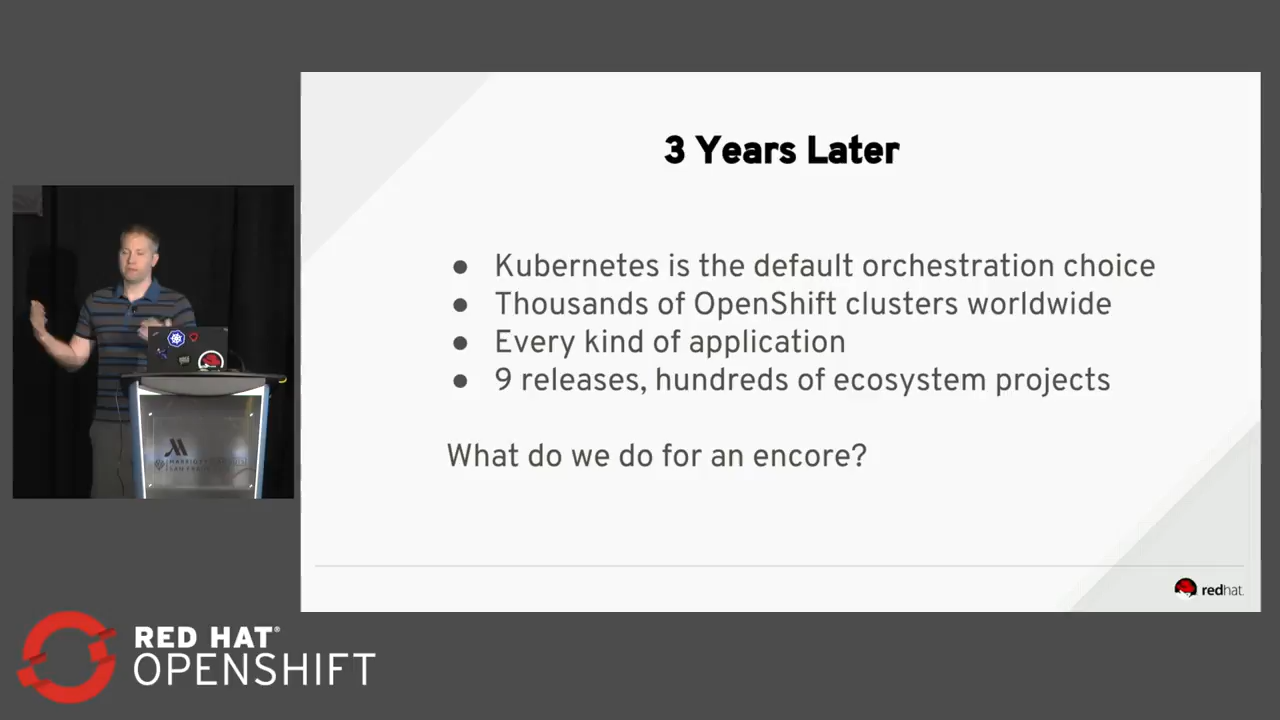 3 Years Later
● Kubernetes is the default orchestration choice
● Thousands of OpenShift clusters worldwide
● Every kind of application
● 9 releases, hundreds of ecosystem projects
What do we do for an encore?
redhat.
MARRIOTT
RED HAT®
OPENSHIFT